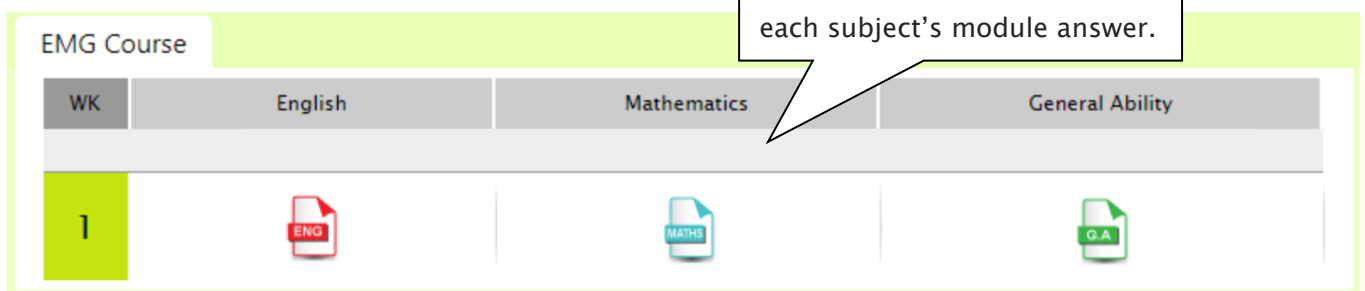 each subject’s module answer.
EMG Course
WK English Mathematics General Ability
1 ENG MATHS G.A